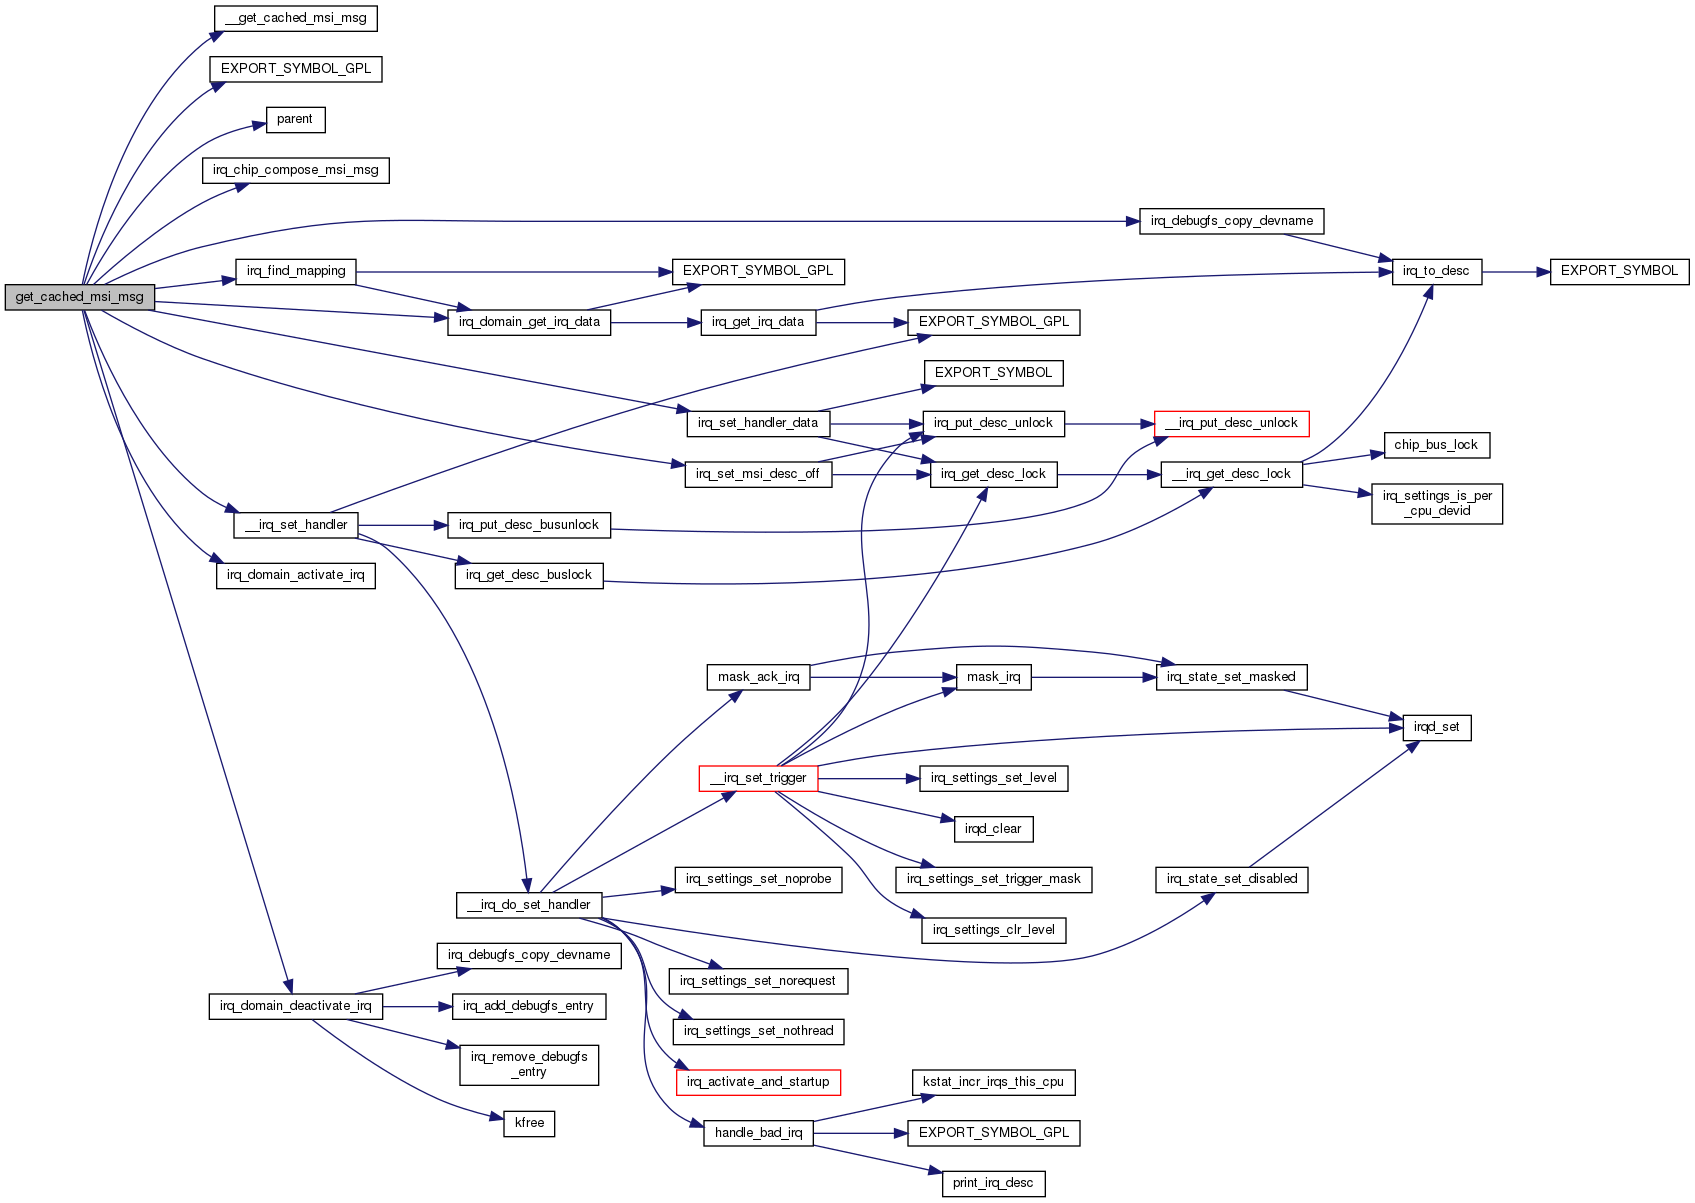 __get_cached_msi_msg
EXPORT_SYMBOL_GPL
parent
irq_chip_compose_msi_msg
irq_debugfs_copy_devname
irq_find_mapping
EXPORT_SYMBOL_GPL
irq_to_desc
EXPORT_SYMBOL
get_cached_msi_msg
irq_domain_get_irq_data
irq_get_irq_data
EXPORT_SYMBOL_GPL
EXPORT_SYMBOL
irq_set_handler_data
irq_put_desc_unlock
__irq_put_desc_unlock
chip_bus_lock
irq_set_msi_desc_off
irq_get_desc_lock
__irq_get_desc_lock
irq_settings_is_per
_cpu_devid
__irq_set_handler
irq_put_desc_busunlock
irq_domain_activate_irq
irq_get_desc_buslock
mask_ack_irq
mask_irq
irq_state_set_masked
irqd_set
__irq_set_trigger
irq_settings_set_level
irqd_clear
irq_settings_set_noprobe
irq_settings_set_trigger_mask
irq_state_set_disabled
__irq_do_set_handler
irq_settings_clr_level
irq_debugfs_copy_devname
irq_settings_set_norequest
irq_domain_deactivate_irq
irq_add_debugfs_entry
irq_settings_set_nothread
irq_remove_debugfs
_entry
irq_activate_and_startup
kstat_incr_irqs_this_cpu
kfree
handle_bad_irq
EXPORT_SYMBOL_GPL
print_irq_desc